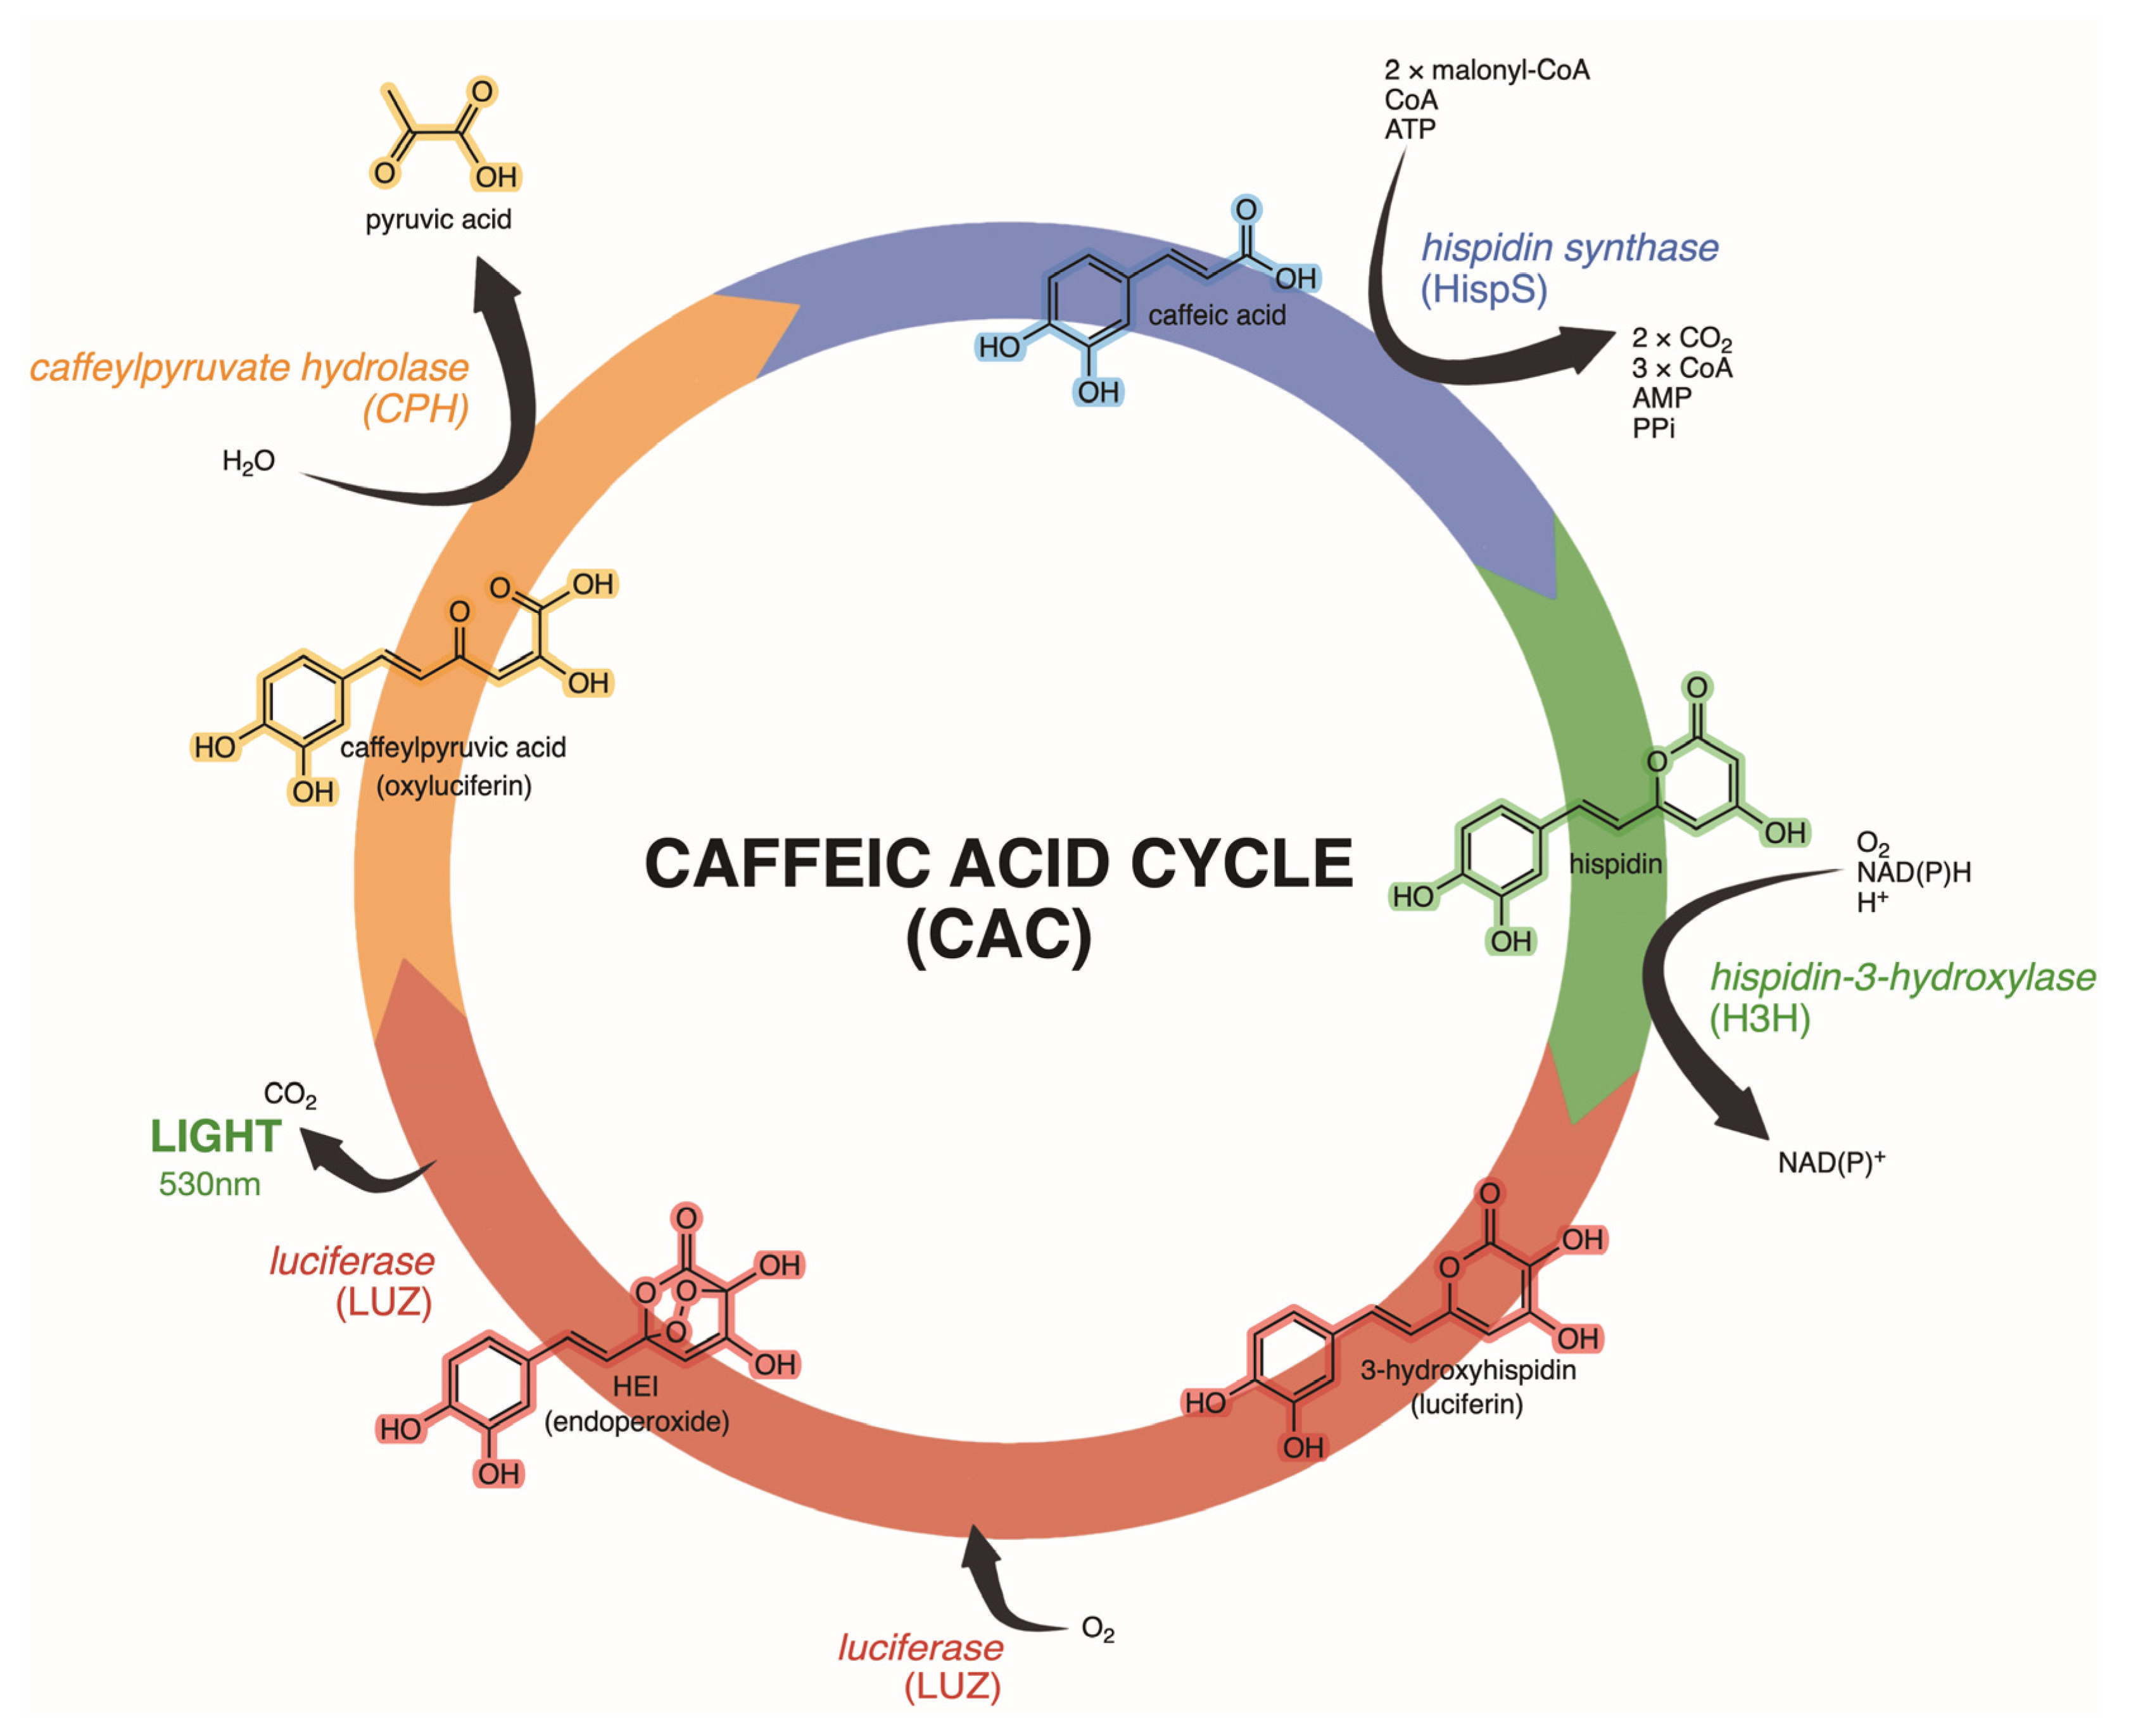 2 × malonyl-CoA
CoA
ATP
hispidin synthase
(HispS)
2 × CO₂
3 × CoA
AMP
PPi
O
OH
caffeic acid
HO
OH
O
O
OH
hispidin
HO
OH
O₂
NAD(P)H
H⁺
hispidin-3-hydroxylase
(H3H)
NAD(P)⁺
O
OH
O
OH
3-hydroxyhispidin
(luciferin)
HO
OH
O₂
luciferase
(LUZ)
O
OH
O
O
O
OH
HEI
(endoperoxide)
HO
OH
luciferase
(LUZ)
CO₂
LIGHT
530nm
O
OH
O
OH
caffeylpyruvic acid
(oxyluciferin)
HO
OH
H₂O
caffeylpyruvate hydrolase
(CPH)
O
O
OH
pyruvic acid
CAFFEIC ACID CYCLE
(CAC)